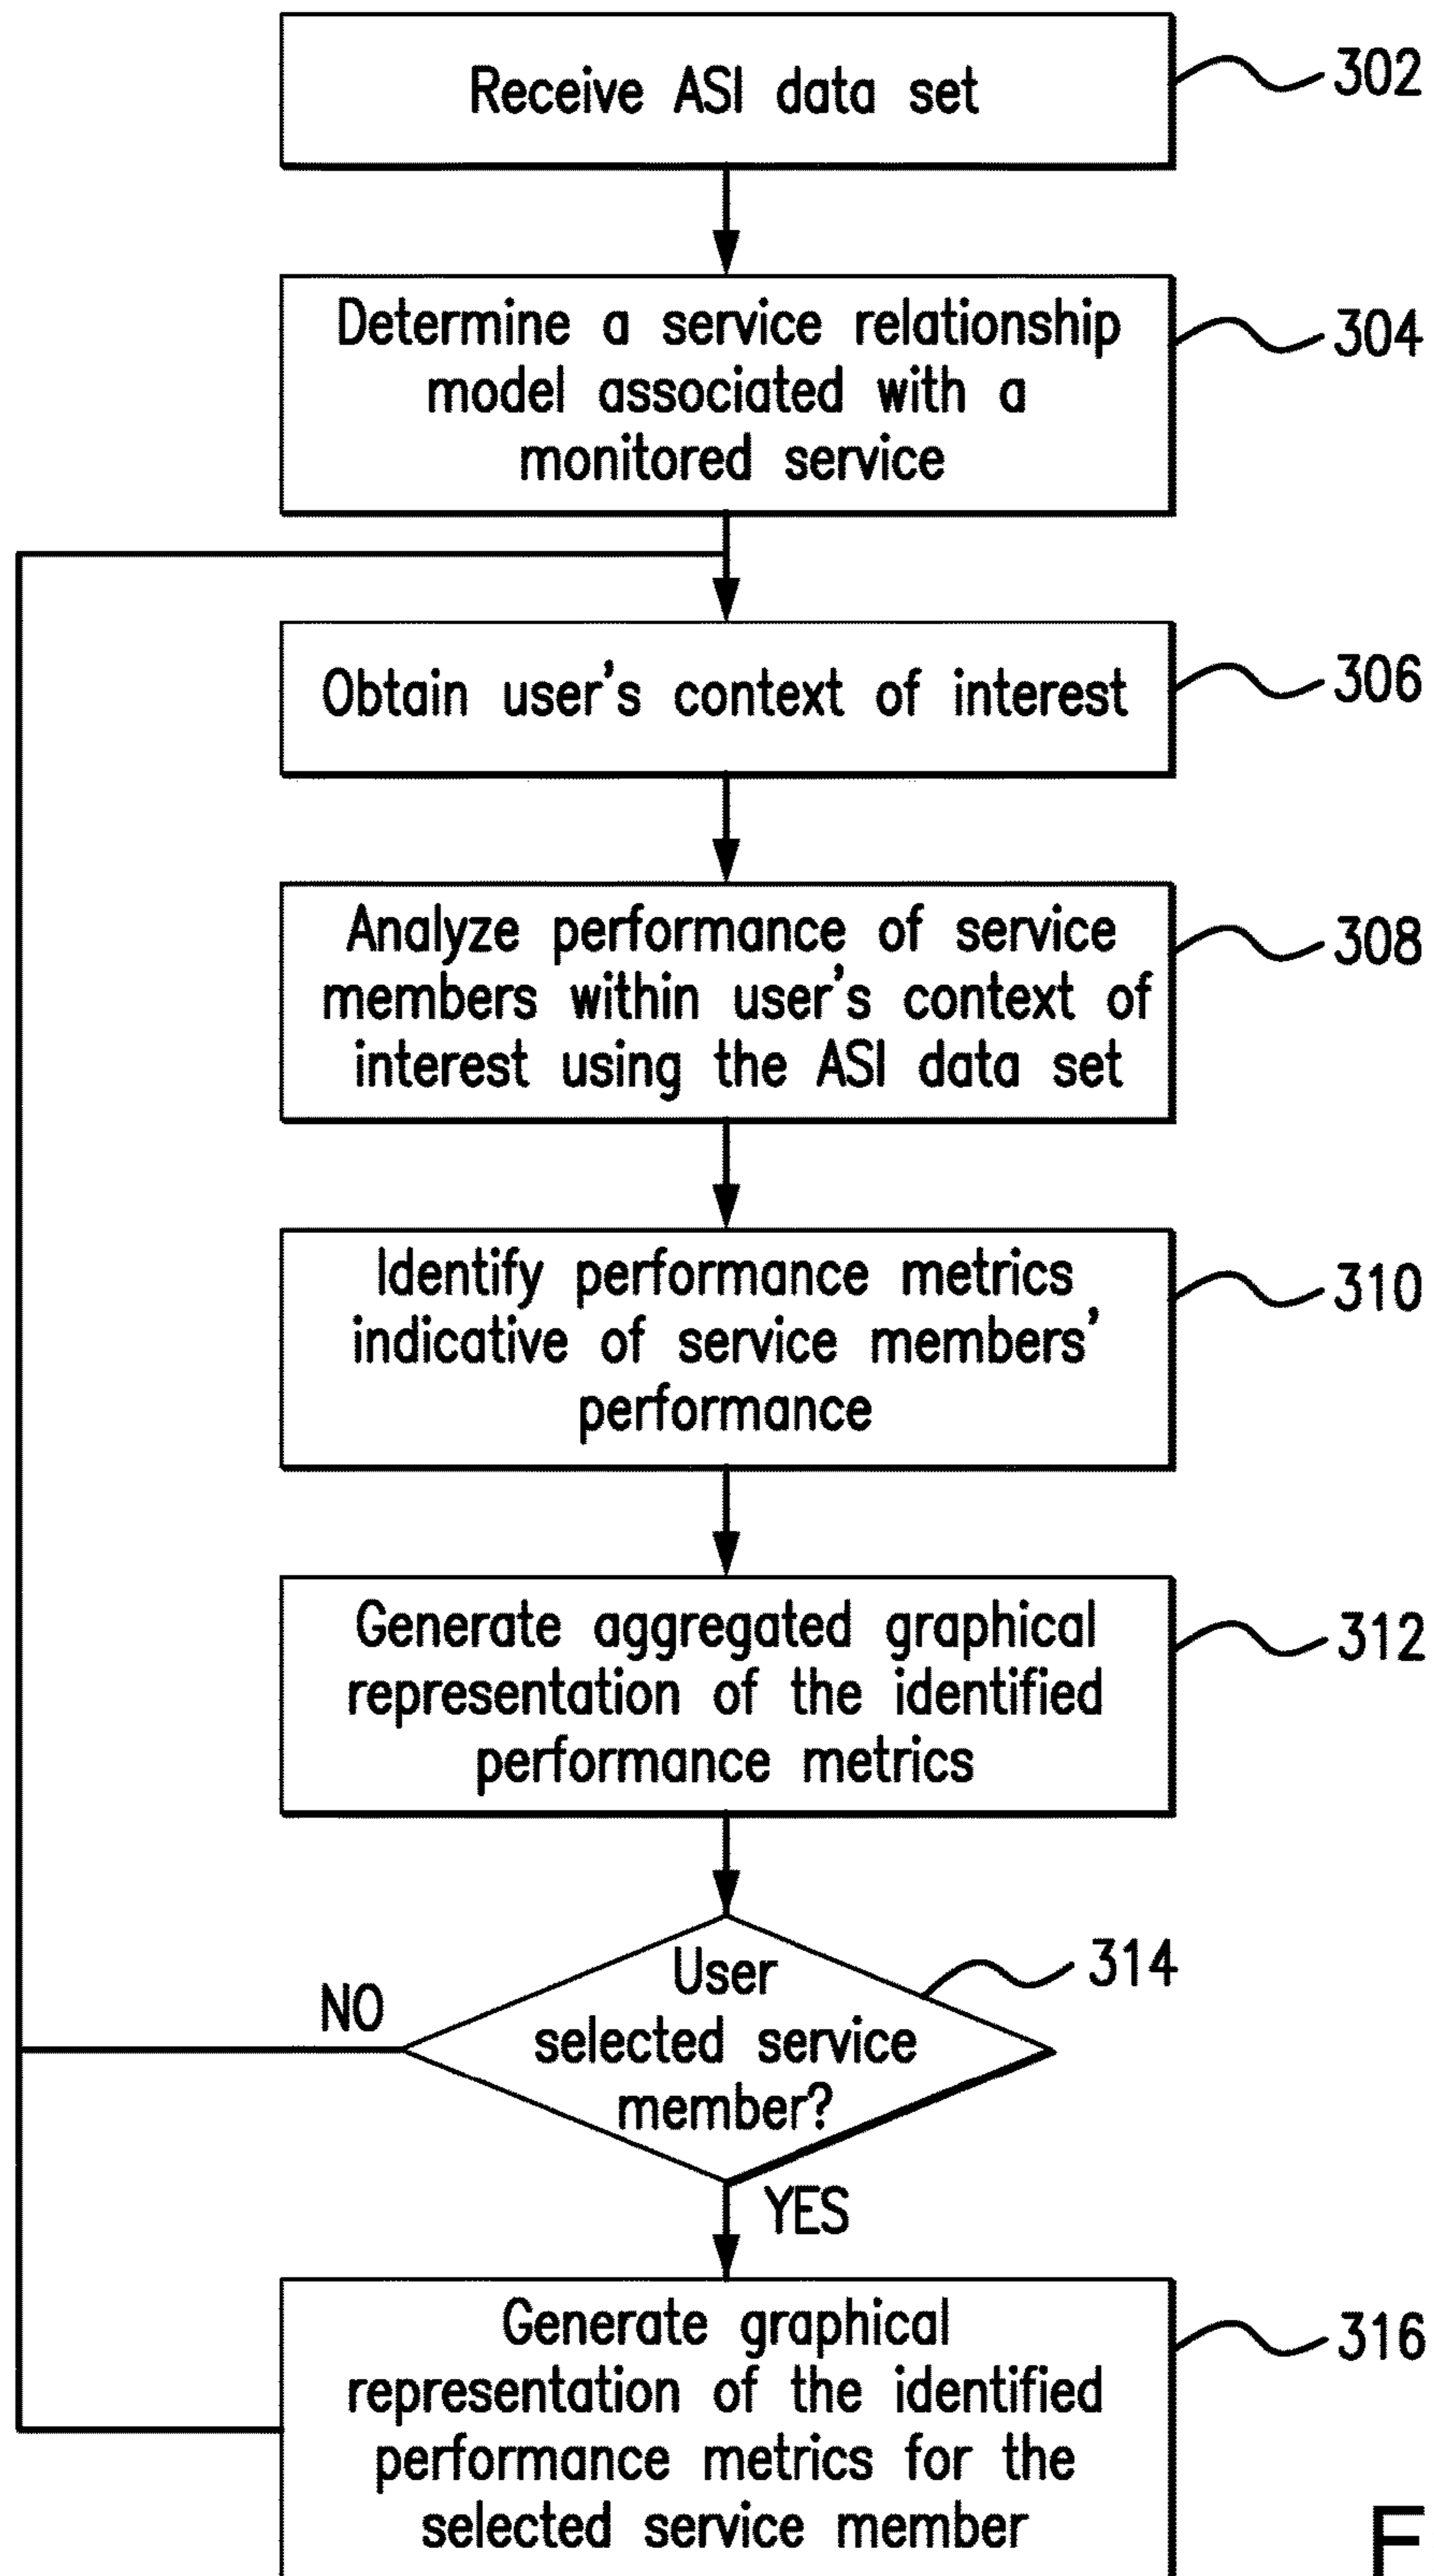 Receive ASI data set
302
Determine a service relationship
model associated with a
monitored service
304
Obtain user's context of interest
306
Analyze performance of service
members within user's context of
interest using the ASI data set
308
Identify performance metrics
indicative of service members'
performance
310
Generate aggregated graphical
representation of the identified
performance metrics
312
User
selected service
member?
314
NO
YES
Generate graphical
representation of the identified
performance metrics for the
selected service member
316
F